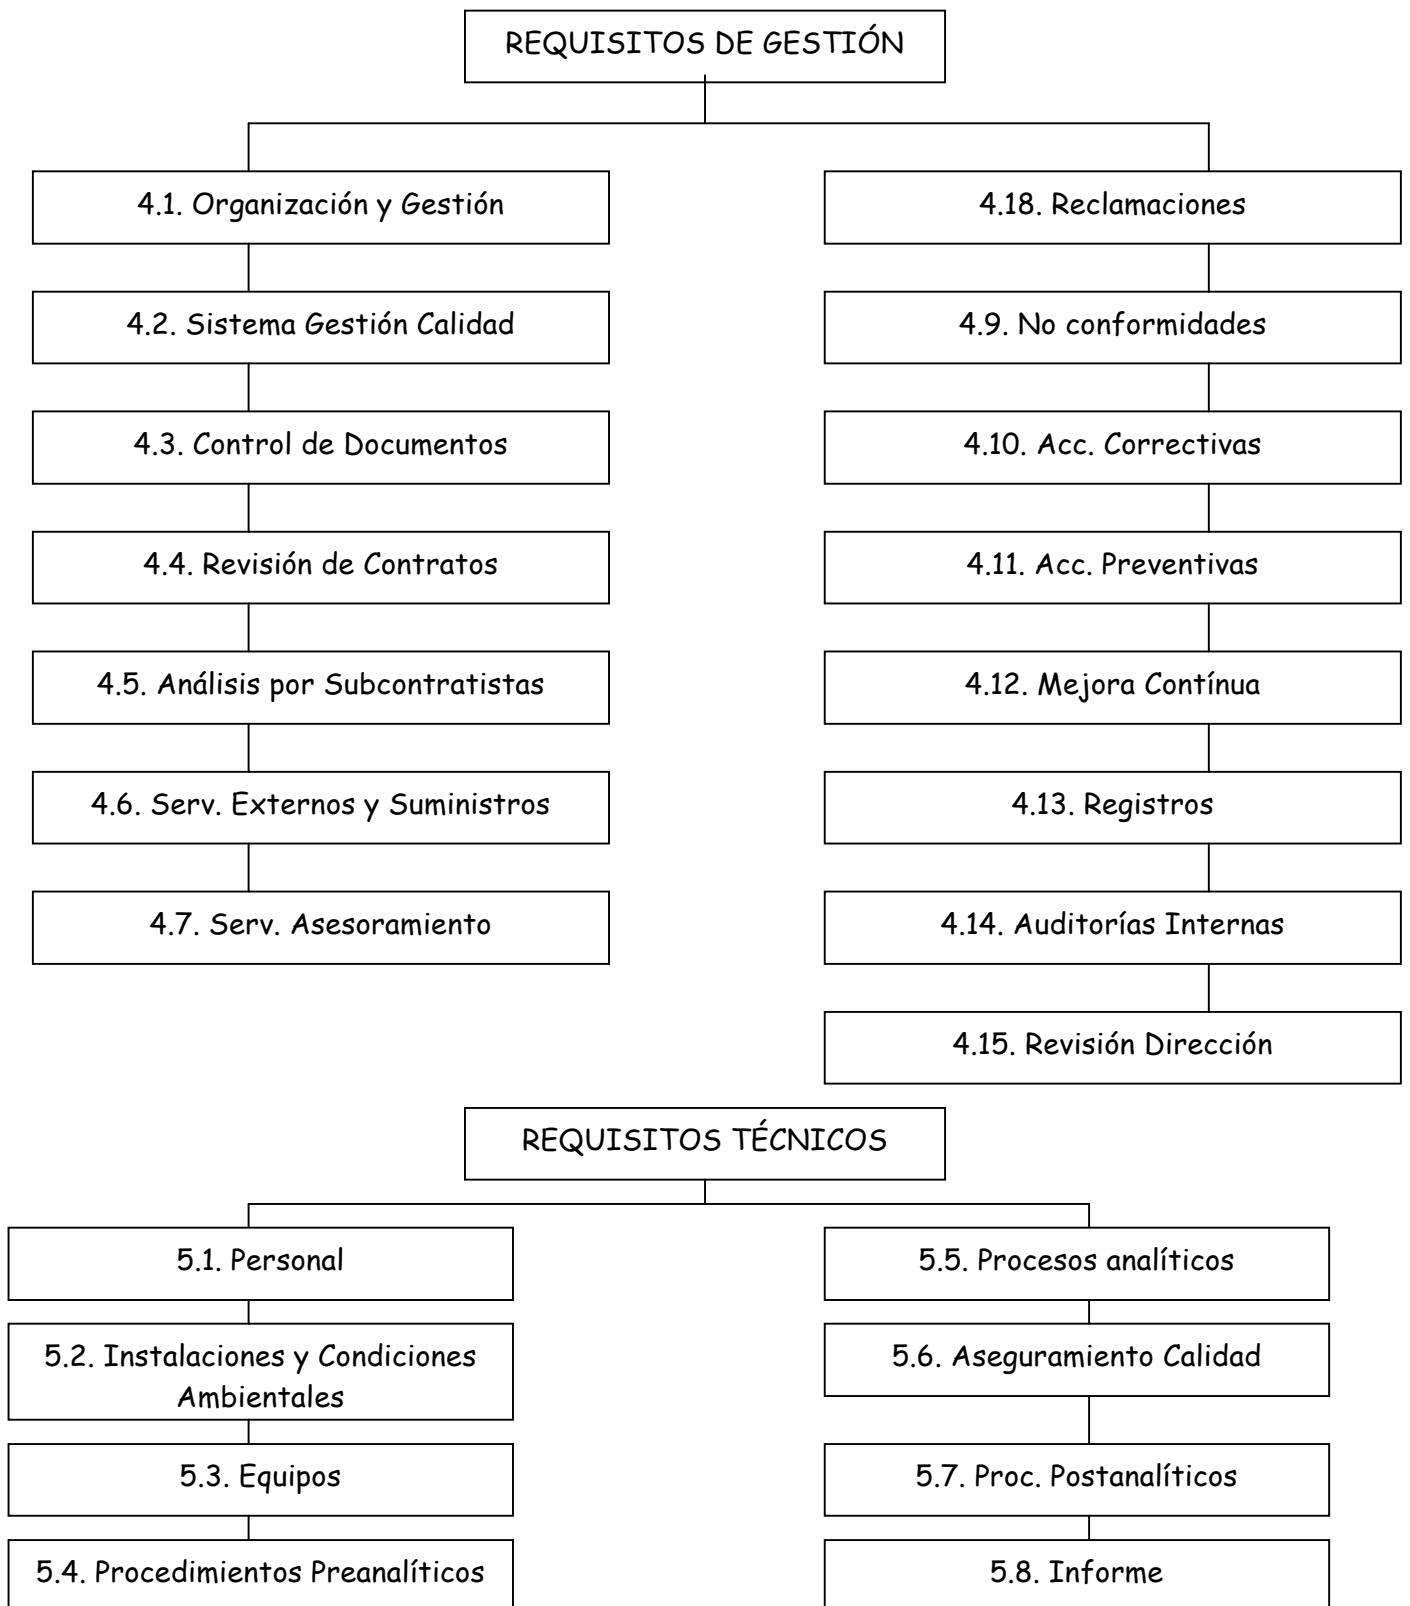 REQUISITOS DE GESTIÓN
4.1. Organización y Gestión
4.2. Sistema Gestión Calidad
4.3. Control de Documentos
4.4. Revisión de Contratos
4.5. Análisis por Subcontratistas
4.6. Serv. Externos y Suministros
4.7. Serv. Asesoramiento
4.18. Reclamaciones
4.9. No conformidades
4.10. Acc. Correctivas
4.11. Acc. Preventivas
4.12. Mejora Contínua
4.13. Registros
4.14. Auditorías Internas
4.15. Revisión Dirección
REQUISITOS TÉCNICOS
5.1. Personal
5.2. Instalaciones y Condiciones
Ambientales
5.3. Equipos
5.4. Procedimientos Preanalíticos
5.5. Procesos analíticos
5.6. Aseguramiento Calidad
5.7. Proc. Postanalíticos
5.8. Informe